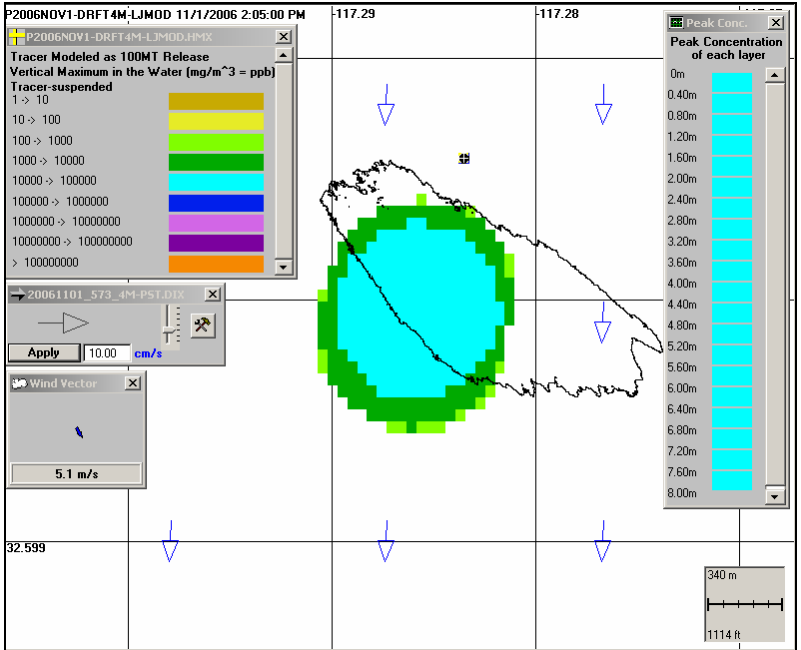 P2006NOV1-DRFT4M-LJMOD 11/1/2006 2:05:00 PM
-117.29
-117.28
P2006NOV1-DRFT4M-LJMOD.HMX
Tracer Modeled as 100MT Release
Vertical Maximum in the Water (mg/m^3 = ppb)
Tracer-suspended
1 -> 10
10 -> 100
100 -> 1000
1000 -> 10000
10000 -> 100000
100000 -> 1000000
1000000 -> 10000000
10000000 -> 100000000
> 100000000
20061101_573_4M-PST.DIX
Apply 10.00 cm/s
Wind Vector
5.1 m/s
32.599
Peak Conc.
Peak Concentration
of each layer
0m
0.40m
0.80m
1.20m
1.60m
2.00m
2.40m
2.80m
3.20m
3.60m
4.00m
4.40m
4.80m
5.20m
5.60m
6.00m
6.40m
6.80m
7.20m
7.60m
8.00m
340 m
1114 ft